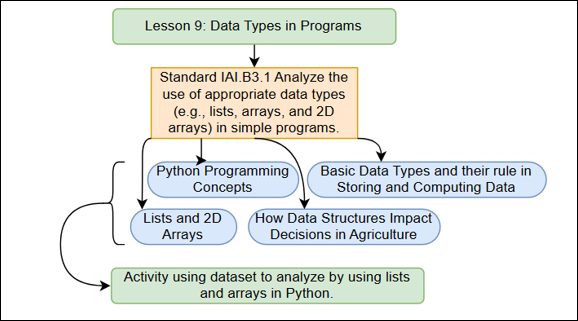 Lesson 9: Data Types in Programs
Standard IAI.B3.1 Analyze the
use of appropriate data types
(e.g., lists, arrays, and 2D
arrays) in simple programs.
Python Programming
Concepts
Basic Data Types and their rule in
Storing and Computing Data
Lists and 2D
Arrays
How Data Structures Impact
Decisions in Agriculture
Activity using dataset to analyze by using lists
and arrays in Python.